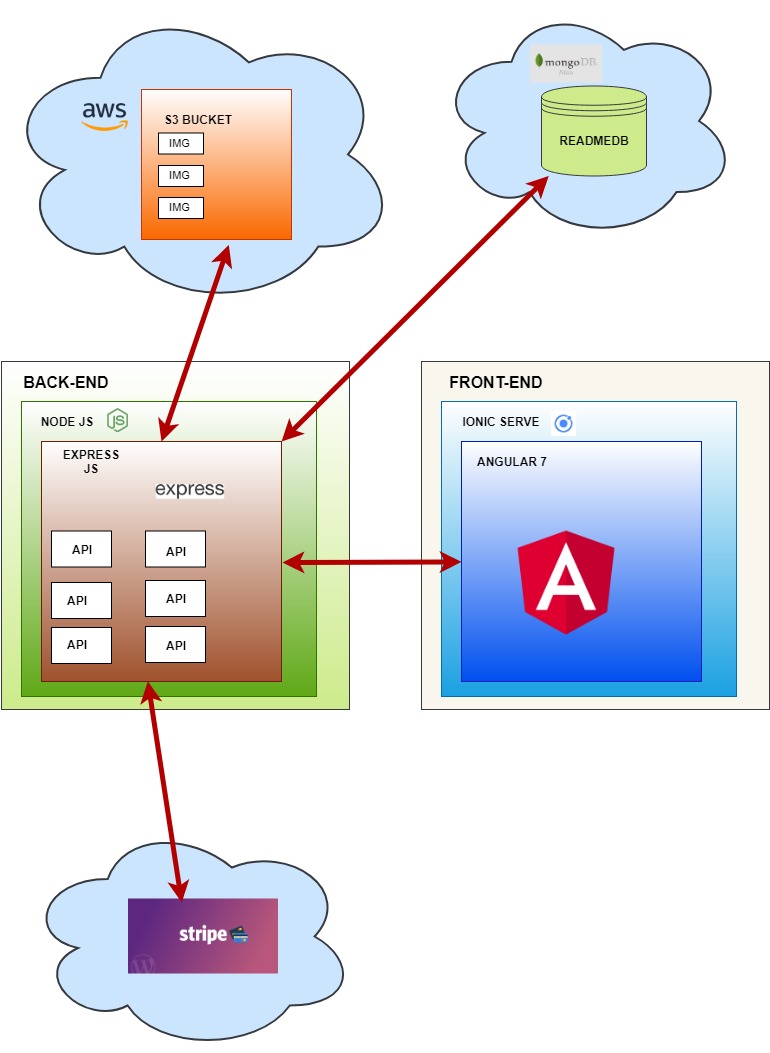 aws
S3 BUCKET
IMG
IMG
IMG
mongoDB
Atlas
READMEDB
BACK-END
NODE JS
JS
EXPRESS
JS
express
API
API
API
API
API
API
FRONT-END
IONIC SERVE
ANGULAR 7
A
stripe
W